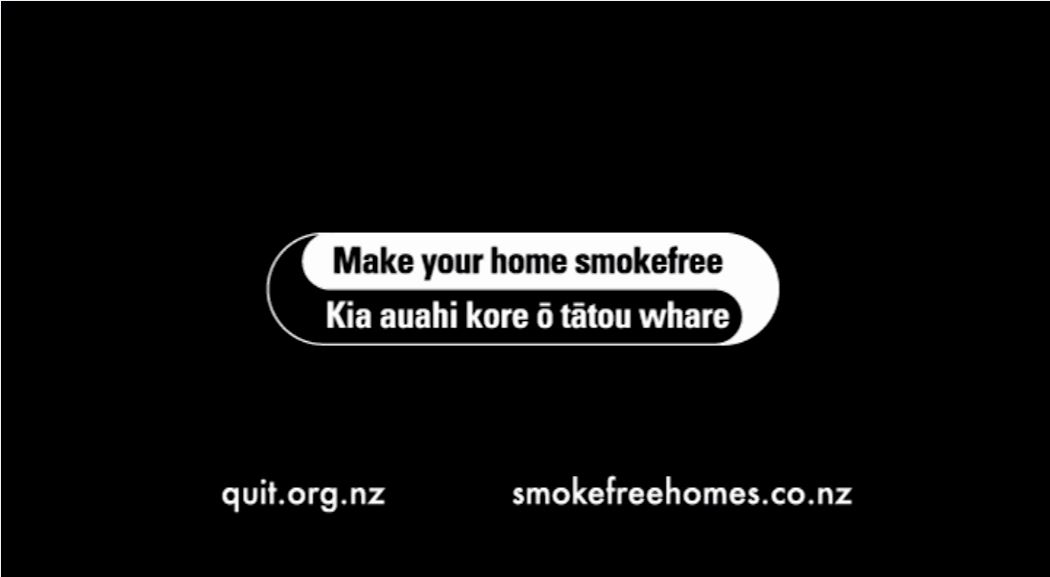 Make your home smokefree
Kia auahi kore ō tātou whare
quit.org.nz smokefreehomes.co.nz